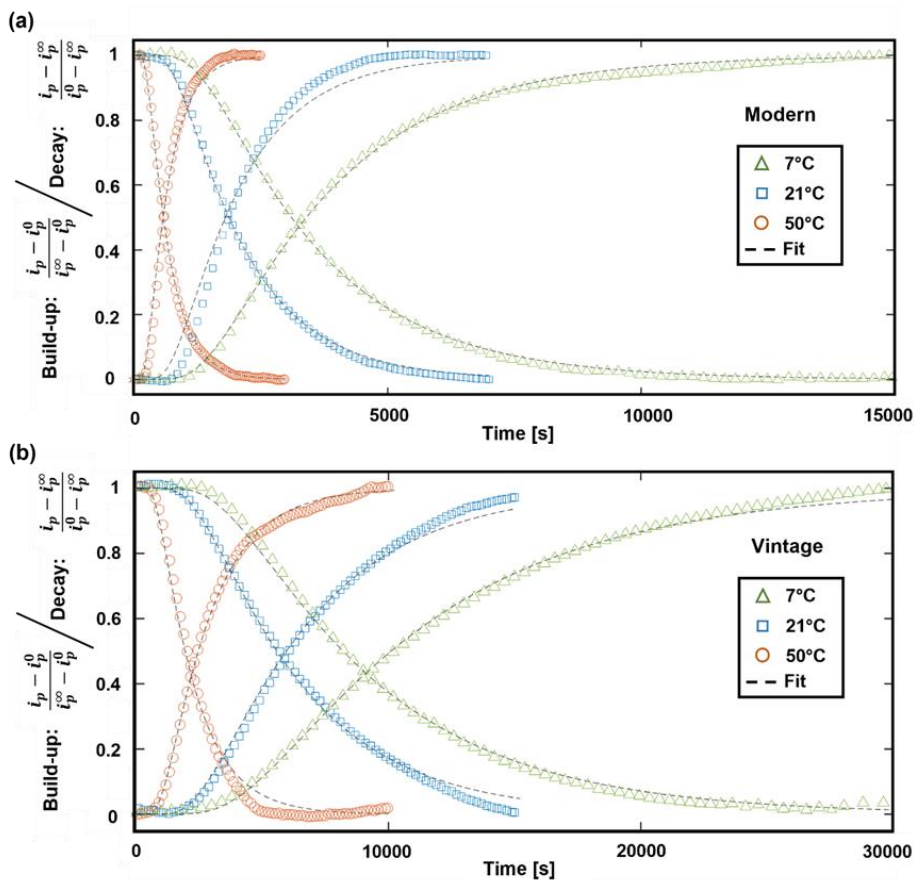 (a)
Build-up: (i_p − i_p^0)/(i_p^∞ − i_p^0) / Decay: (i_p − i_p^∞)/(i_p^0 − i_p^∞)
1
0.8
0.6
0.4
0.2
0
Modern
7°C
21°C
50°C
Fit
0 5000 10000 15000
Time [s]
(b)
Build-up: (i_p − i_p^0)/(i_p^∞ − i_p^0) / Decay: (i_p − i_p^∞)/(i_p^0 − i_p^∞)
1
0.8
0.6
0.4
0.2
0
Vintage
7°C
21°C
50°C
Fit
0 10000 20000 30000
Time [s]